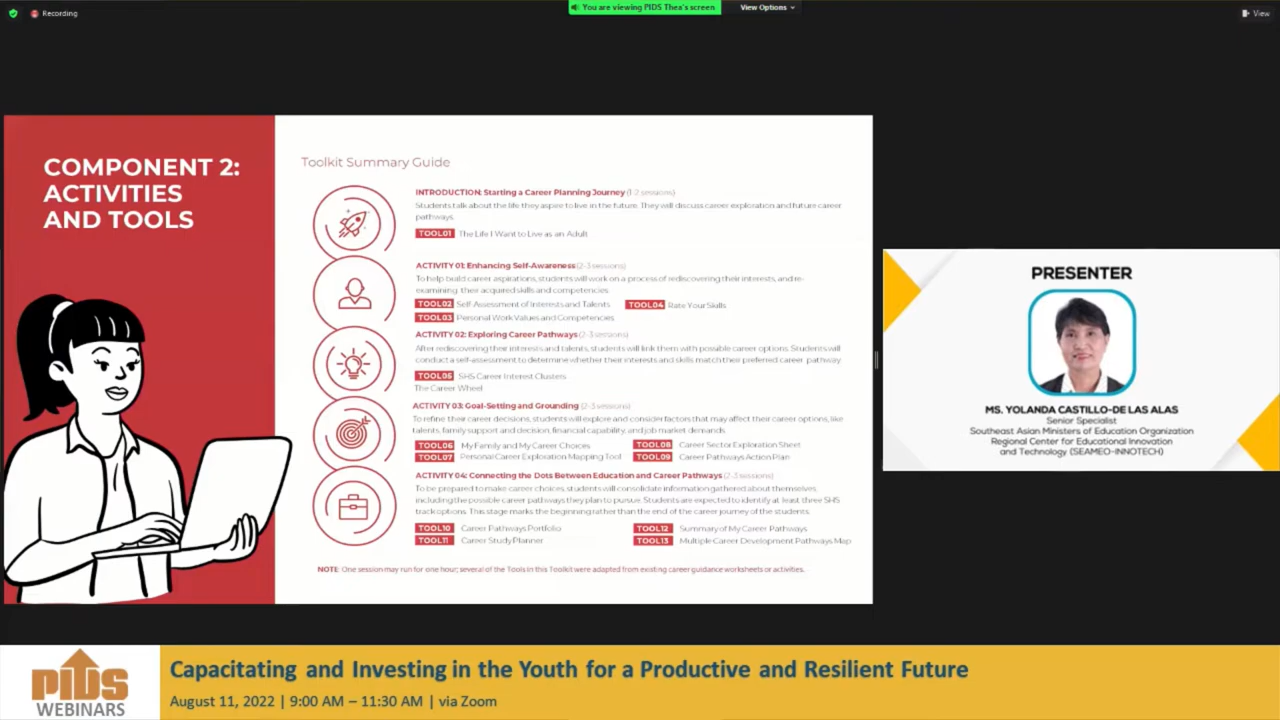 Recording
You are viewing PIDS Thea's screen
View Options
View
COMPONENT 2:
ACTIVITIES
AND TOOLS
Toolkit Summary Guide
INTRODUCTION: Starting a Career Planning Journey (1-2 sessions)
Students talk about the life they aspire to live in the future. They will discuss career exploration and future career
pathways.
TOOL01 The Life I Want to Live as an Adult
ACTIVITY 01: Enhancing Self-Awareness (2-3 sessions)
To help build career aspirations, students will work on a process of rediscovering their interests, and re-
examining their acquired skills and competencies.
TOOL02 Self-Assessment of Interests and Talents TOOL04 Rate Your Skills
TOOL03 Personal Work Values and Competencies
ACTIVITY 02: Exploring Career Pathways (2-3 sessions)
After rediscovering their interests and talents, students will link them with possible career options. Students will
conduct a self-assessment to determine whether their interests and skills match their preferred career pathway.
TOOL05 SHS Career Interest Clusters
The Career Wheel
ACTIVITY 03: Goal-Setting and Grounding (2-3 sessions)
To refine their career decisions, students will explore and consider factors that may affect their career options, like
talents, family support and decision, financial capability, and job market demands.
TOOL06 My Family and My Career Choices TOOL08 Career Sector Exploration Sheet
TOOL07 Personal Career Exploration Mapping Tool TOOL09 Career Pathways Action Plan
ACTIVITY 04: Connecting the Dots Between Education and Career Pathways (2-3 sessions)
To be prepared to make career choices, students will consolidate information gathered about themselves,
including the possible career pathways they plan to pursue. Students are expected to identify at least three SHS
track options. This stage marks the beginning rather than the end of the career journey of the students.
TOOL10 Career Pathways Portfolio TOOL12 Summary of My Career Pathways
TOOL11 Career Study Planner TOOL13 Multiple Career Development Pathways Map
NOTE: One session may run for one hour; several of the Tools in this Toolkit were adapted from existing career guidance worksheets or activities.
PRESENTER
MS. YOLANDA CASTILLO-DE LAS ALAS
Senior Specialist
Southeast Asian Ministers of Education Organization
Regional Center for Educational Innovation
and Technology (SEAMEO-INNOTECH)
PIDS
WEBINARS
Capacitating and Investing in the Youth for a Productive and Resilient Future
August 11, 2022 | 9:00 AM – 11:30 AM | via Zoom